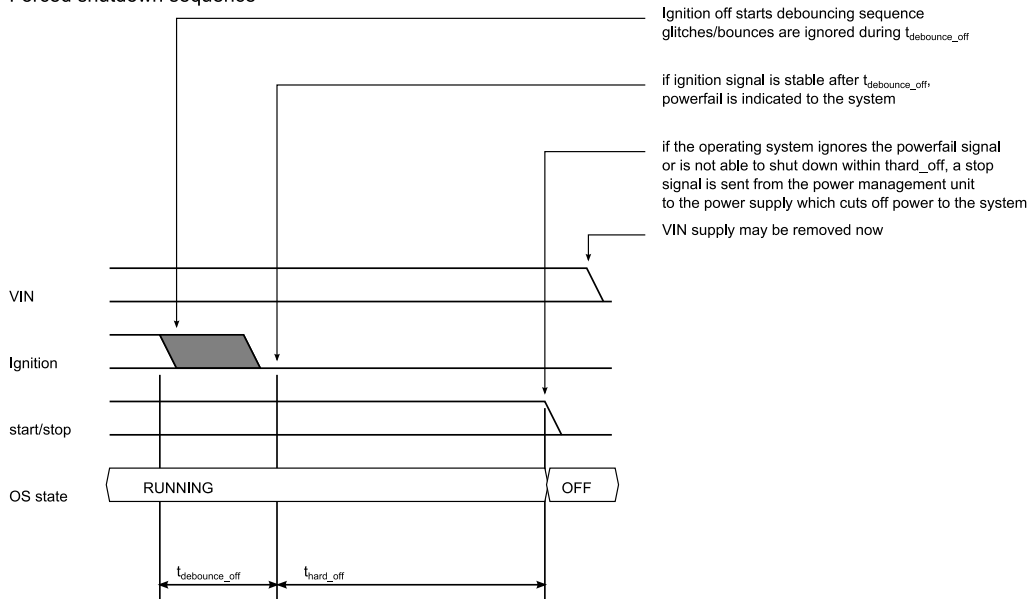 Forced shutdown sequence
Ignition off starts debouncing sequence
glitches/bounces are ignored during tdebounce_off
if ignition signal is stable after tdebounce_off,
powerfail is indicated to the system
if the operating system ignores the powerfail signal
or is not able to shut down within thard_off, a stop
signal is sent from the power management unit
to the power supply which cuts off power to the system
VIN supply may be removed now
VIN
Ignition
start/stop
OS state
RUNNING
OFF
tdebounce_off
thard_off